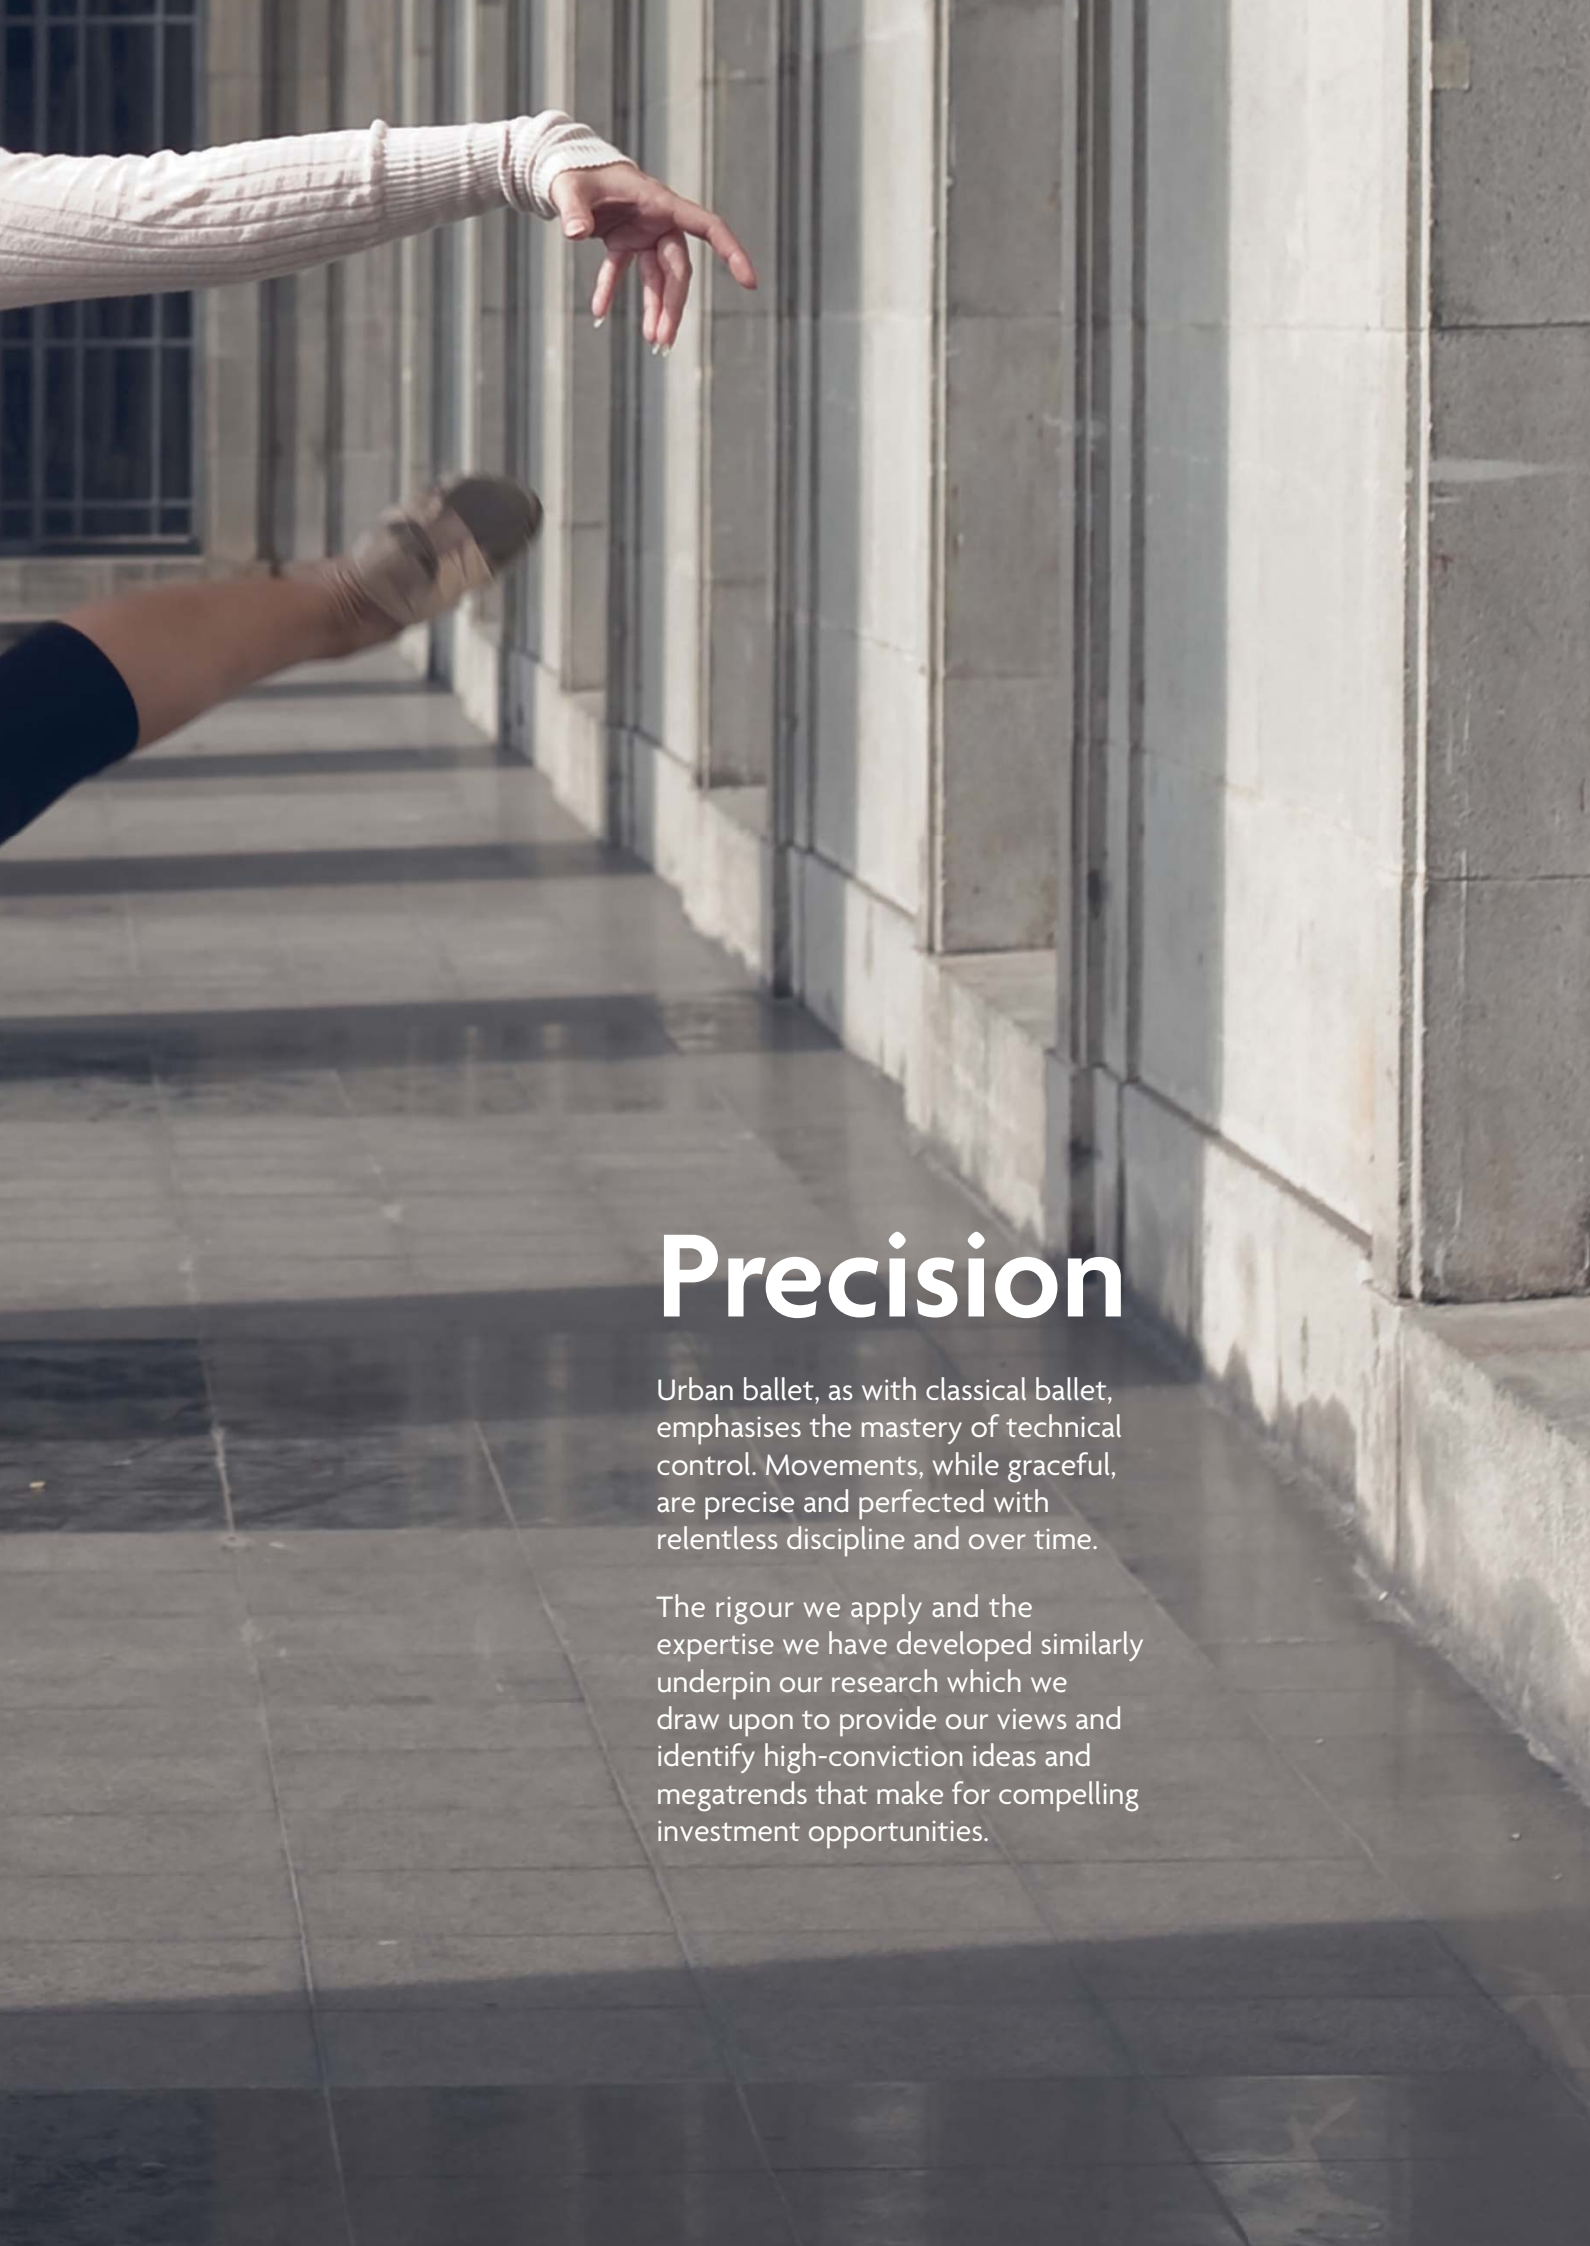 Precision
Urban ballet, as with classical ballet,
emphasises the mastery of technical
control. Movements, while graceful,
are precise and perfected with
relentless discipline and over time.
The rigour we apply and the
expertise we have developed similarly
underpin our research which we
draw upon to provide our views and
identify high-conviction ideas and
megatrends that make for compelling
investment opportunities.